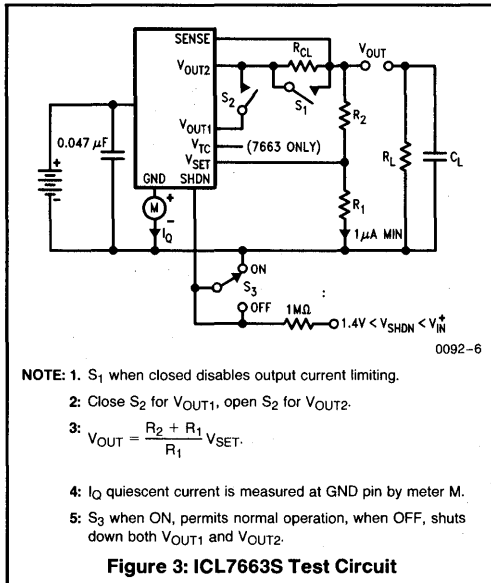 SENSE
VOUT2
RCL
VOUT
S2
S1
R2
VOUT1
0.047 μF
VTC
(7663 ONLY)
VSET
RL
CL
GND
SHDN
R1
M
IQ
1μA MIN
ON
S3
OFF
1MΩ
1.4V < VSHDN < V+IN
0092-6
NOTE: 1. S1 when closed disables output current limiting.
2: Close S2 for VOUT1, open S2 for VOUT2.
3: VOUT = (R2 + R1) / R1 VSET.
4: IQ quiescent current is measured at GND pin by meter M.
5: S3 when ON, permits normal operation, when OFF, shuts
down both VOUT1 and VOUT2.
Figure 3: ICL7663S Test Circuit